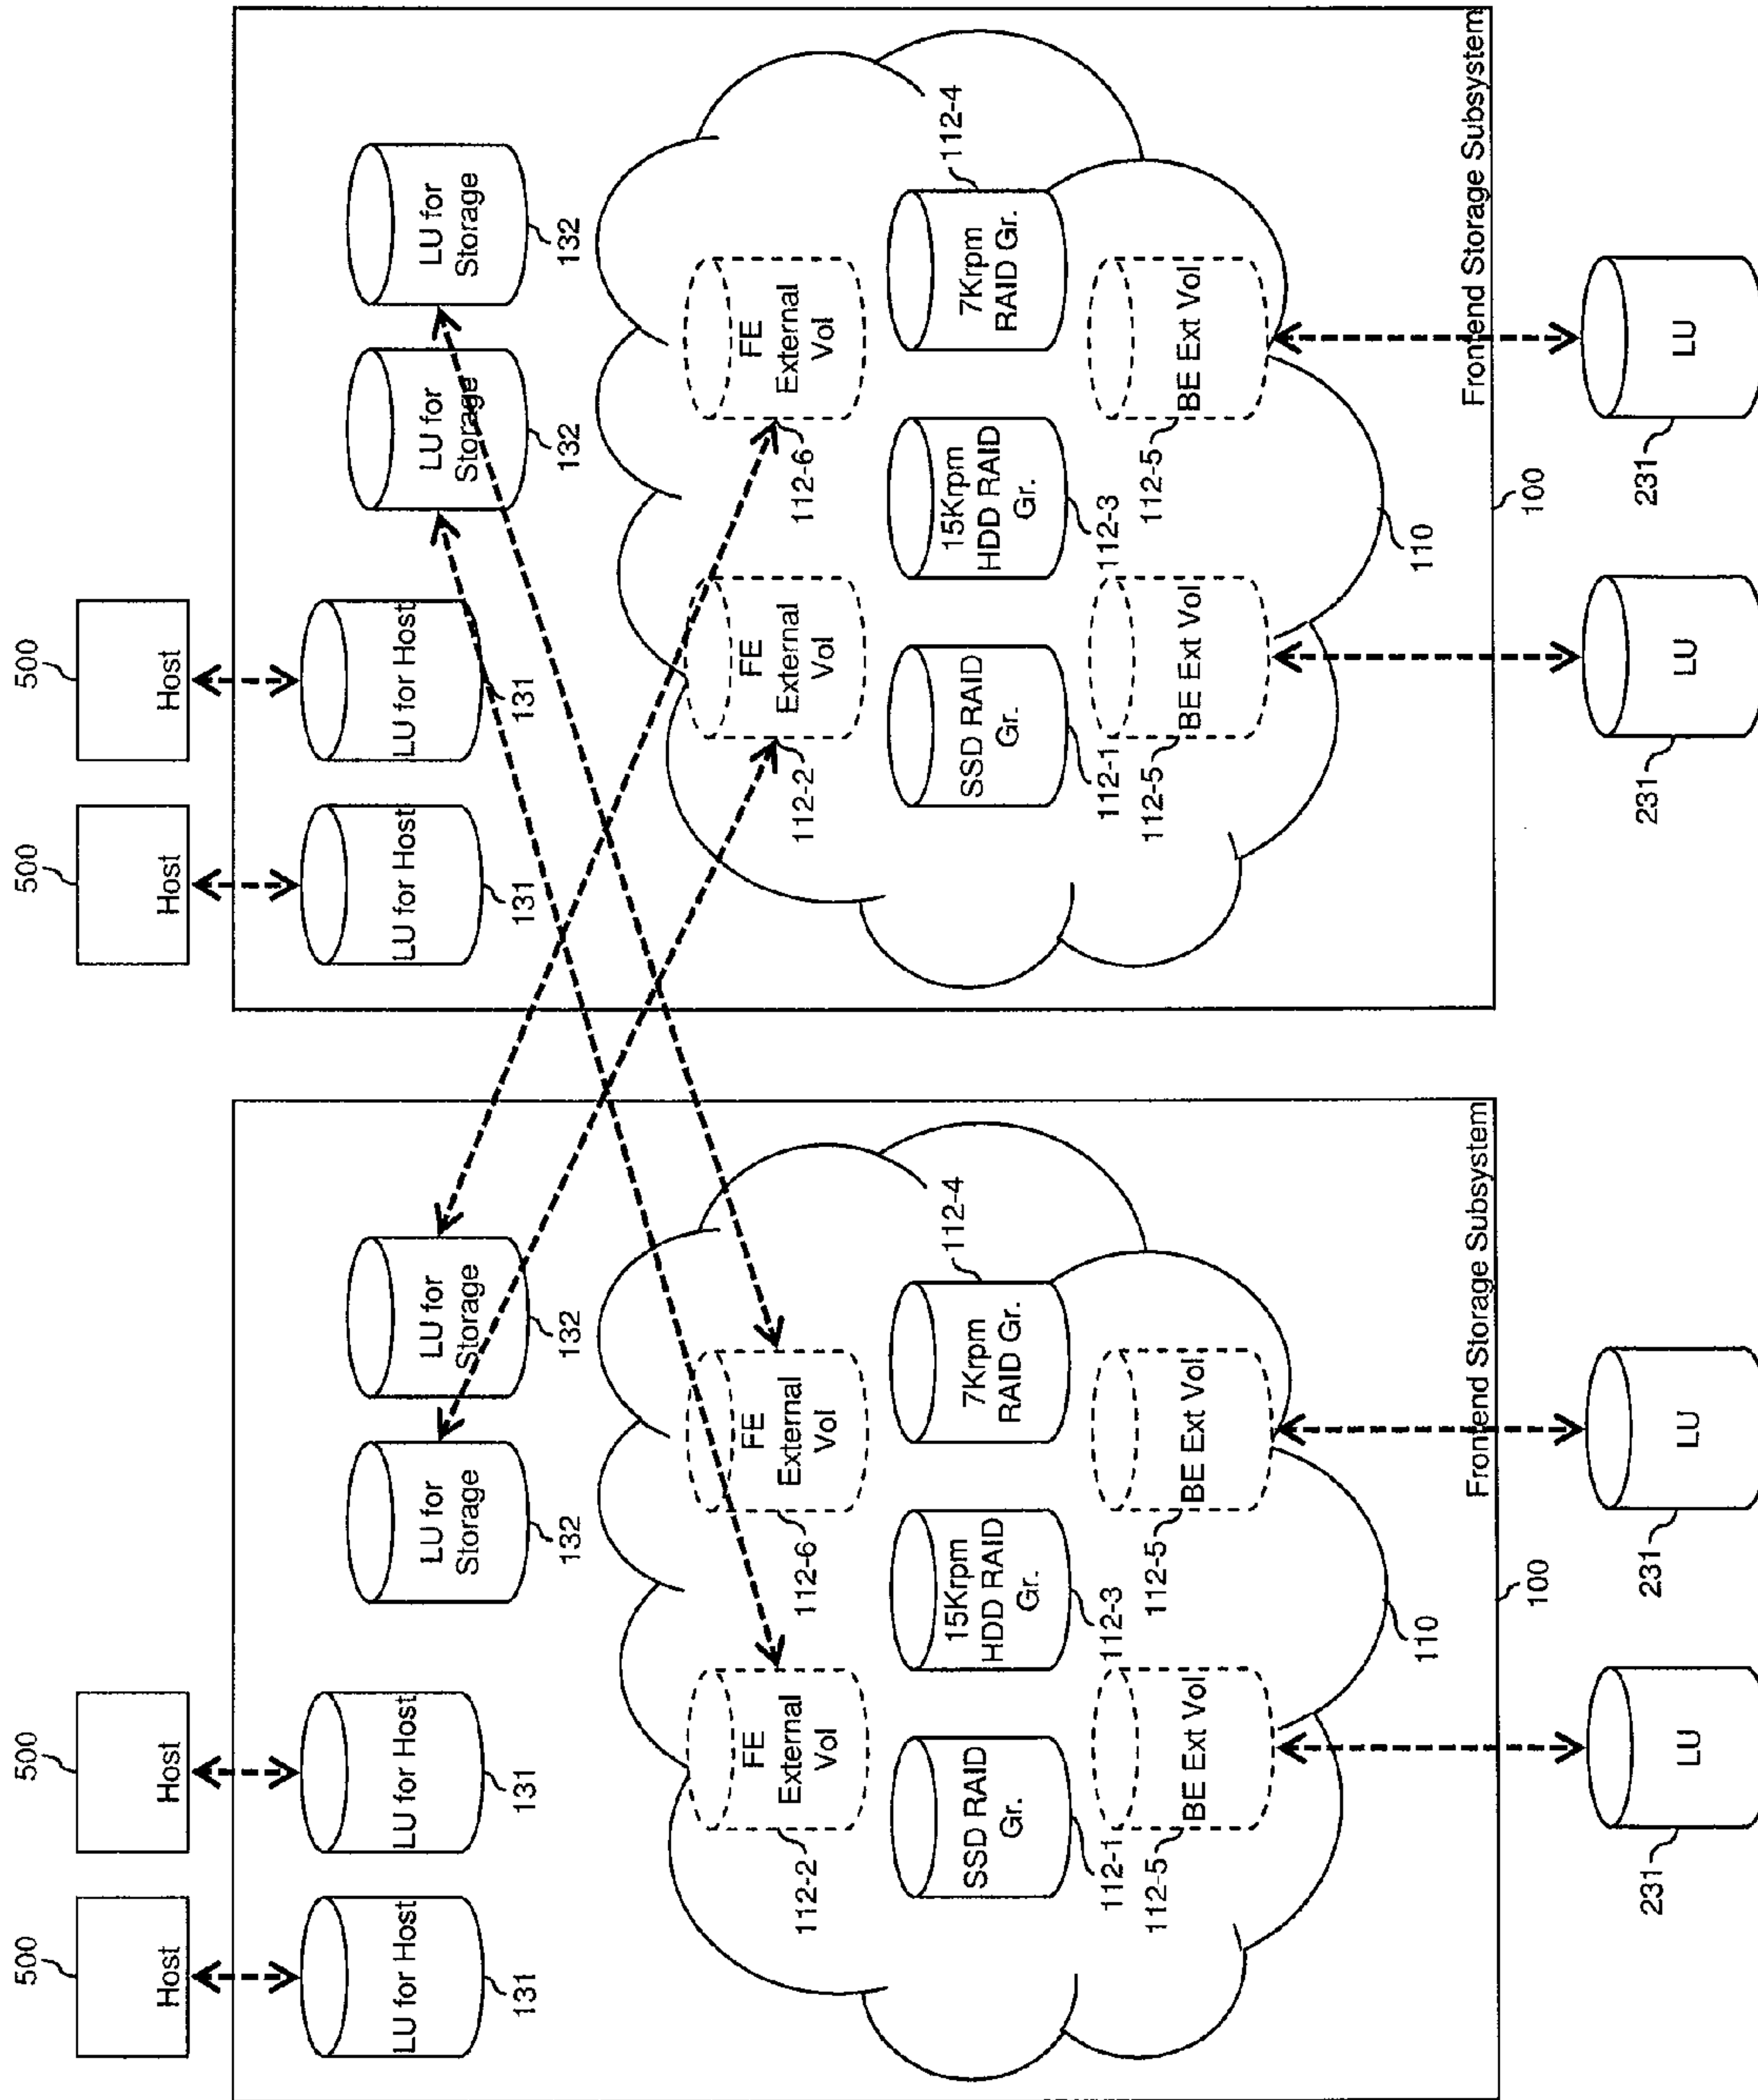 500
500
500
500
Host
Host
Host
Host
LU for Host
LU for Host
LU for
Storage
LU for
Storage
LU for Host
LU for Host
LU for
Storage
LU for
Storage
131
131
132
132
131
131
132
132
FE
External
Vol
FE
External
Vol
FE
External
Vol
FE
External
Vol
112-2
112-6
112-2
112-6
112-4
112-4
SSD RAID
Gr.
15Krpm
HDD RAID
Gr.
7Krpm
RAID Gr.
SSD RAID
Gr.
15Krpm
HDD RAID
Gr.
7Krpm
RAID Gr.
112-1
112-3
112-1
112-3
112-5
112-5
112-5
112-5
BE Ext Vol
BE Ext Vol
BE Ext Vol
BE Ext Vol
110
110
Frontend Storage Subsystem
Frontend Storage Subsystem
100
100
231
231
231
231
LU
LU
LU
LU